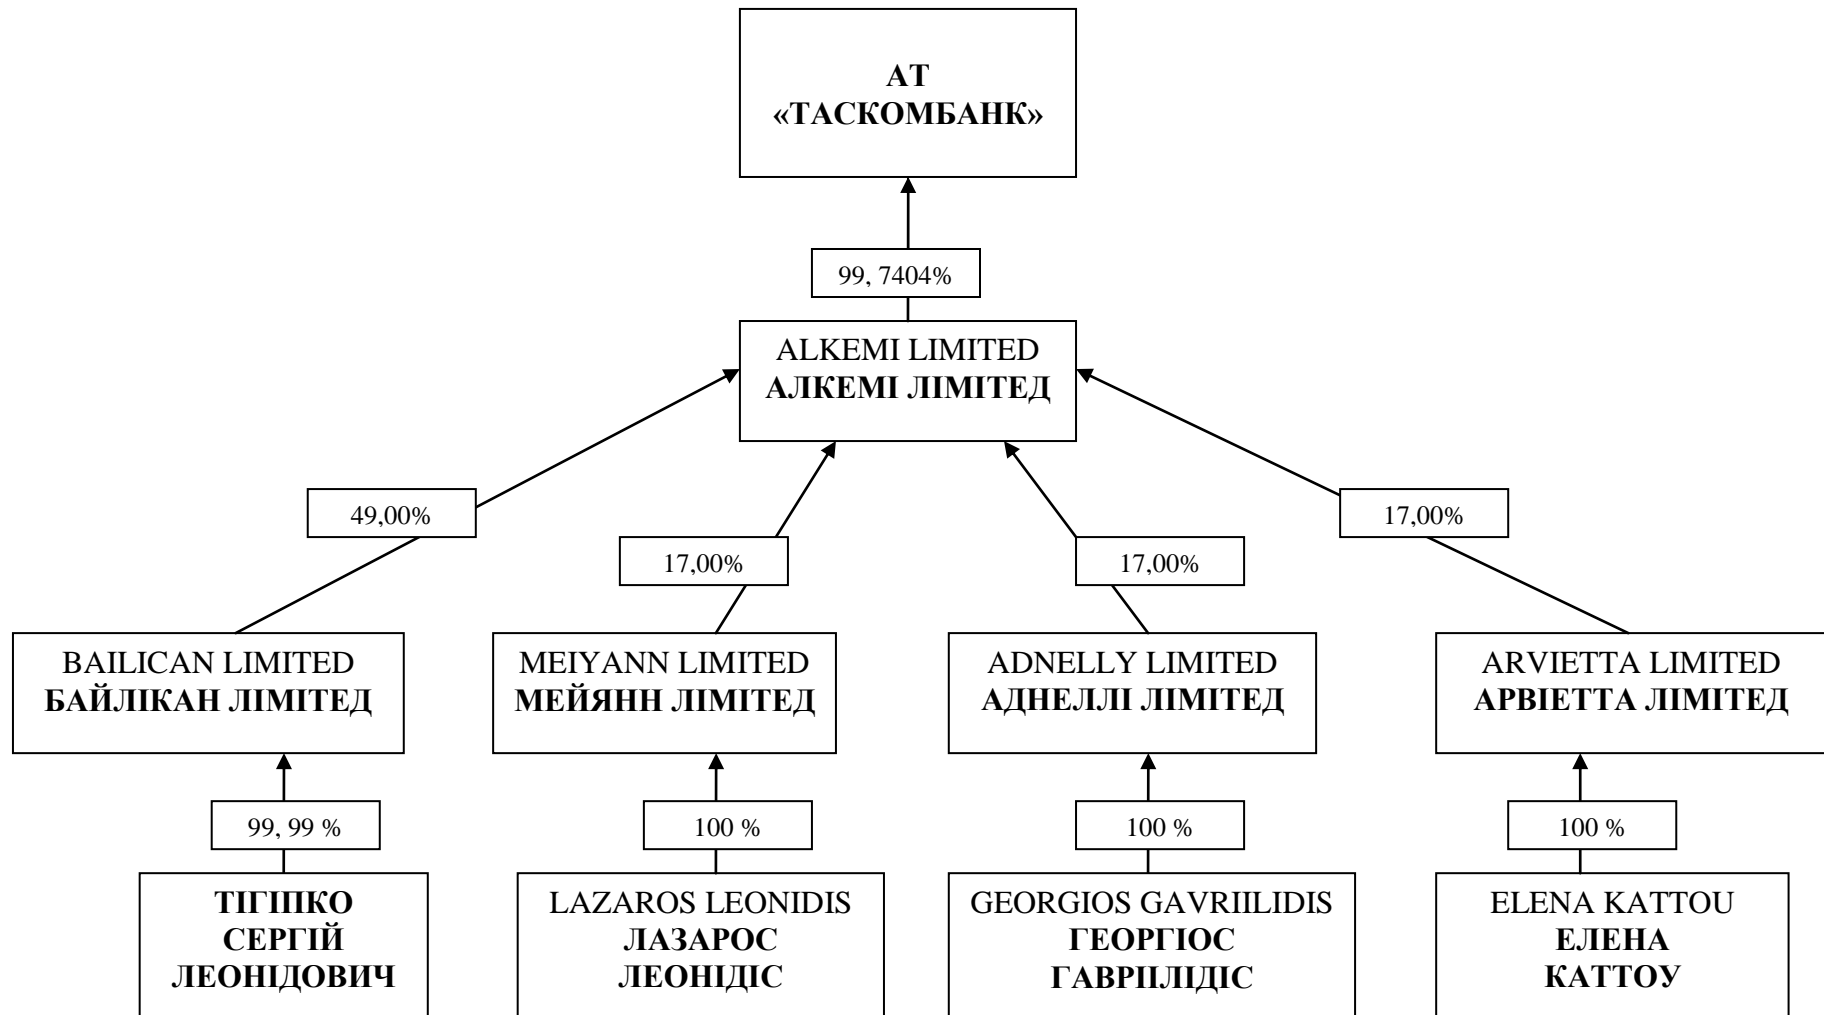 АТ
«ТАСКОМБАНК»
99, 7404%
ALKEMI LIMITED
АЛКЕМІ ЛІМІТЕД
49,00%
17,00%
17,00%
17,00%
BAILICAN LIMITED
БАЙЛІКАН ЛІМІТЕД
MEIYANN LIMITED
МЕЙЯНН ЛІМІТЕД
ADNELLY LIMITED
АДНЕЛЛІ ЛІМІТЕД
ARVIETTA LIMITED
АРВІЕТТА ЛІМІТЕД
99, 99 %
100 %
100 %
100 %
ТІГІПКО
СЕРГІЙ
ЛЕОНІДОВИЧ
LAZAROS LEONIDIS
ЛАЗАРОС
ЛЕОНІДІС
GEORGIOS GAVRIILIDIS
ГЕОРГІОС
ГАВРІІЛІДІС
ELENA KATTOU
ЕЛЕНА
КАТТОУ